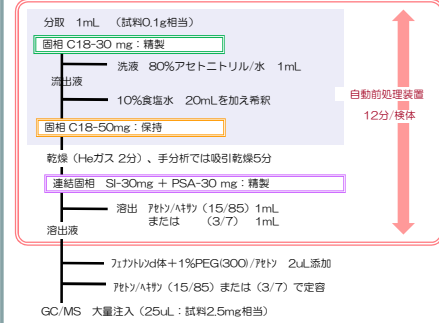 分取 1mL (試料0.1g相当)
固相 C18-30 mg：精製
洗液 80%アセトニトリル/水 1mL
流出液
10%食塩水 20mLを加え希釈
固相 C18-50mg：保持
自動前処理装置
12分/検体
乾燥（Heガス 2分）、手分析では吸引乾燥5分
連結固相 SI-30mg + PSA-30 mg：精製
溶出 ｱｾﾄﾝ/ﾍｷｻﾝ（15/85）1mL
または （3/7） 1mL
溶出液
ﾌｪﾅﾝﾄﾚﾝd体＋1%PEG(300)/ｱｾﾄﾝ 2uL添加
ｱｾﾄﾝ/ﾍｷｻﾝ（15/85）または（3/7）で定容
GC/MS 大量注入（25uL：試料2.5mg相当）